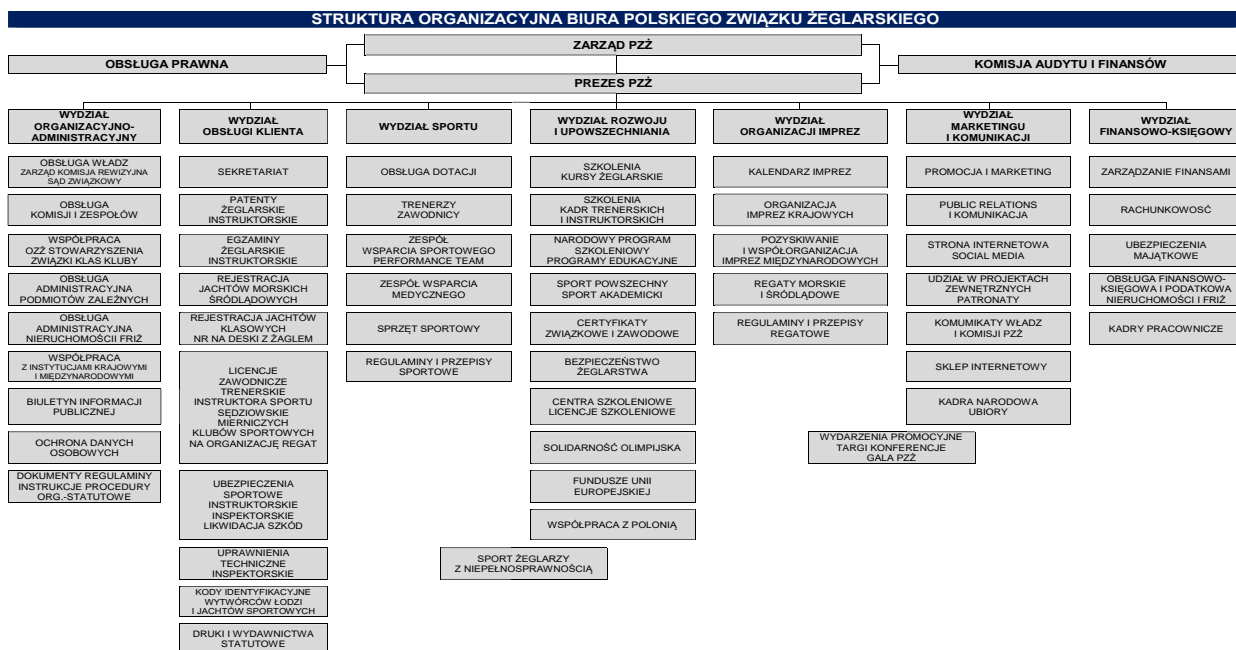 STRUKTURA ORGANIZACYJNA BIURA POLSKIEGO ZWIĄZKU ŻEGLARSKIEGO
ZARZĄD PZŻ
OBSŁUGA PRAWNA
KOMISJA AUDYTU I FINANSÓW
PREZES PZŻ
WYDZIAŁ
ORGANIZACYJNO-
ADMINISTRACYJNY
OBSŁUGA WŁADZ
ZARZĄD KOMISJA REWIZYJNA
SĄD ZWIĄZKOWY
OBSŁUGA
KOMISJI I ZESPOŁÓW
WSPÓŁPRACA
OZŻ STOWARZYSZENIA
ZWIĄZKI KLAS KLUBY
OBSŁUGA
ADMINISTRACYJNA
PODMIOTÓW ZALEŻNYCH
OBSŁUGA
ADMINISTRACYJNA
NIERUCHOMOŚCII FRIŻ
WSPÓŁPRACA
Z INSTYTUCJAMI KRAJOWYMI
I MIĘDZYNARODOWYMI
BIULETYN INFORMACJI
PUBLICZNEJ
OCHRONA DANYCH
OSOBOWYCH
DOKUMENTY REGULAMINY
INSTRUKCJE PROCEDURY
ORG.-STATUTOWE
WYDZIAŁ
OBSŁUGI KLIENTA
SEKRETARIAT
PATENTY
ŻEGLARSKIE
INSTRUKTORSKIE
EGZAMINY
ŻEGLARSKIE
INSTRUKTORSKIE
REJESTRACJA
JACHTÓW MORSKICH
ŚRÓDLĄDOWYCH
REJESTRACJA JACHTÓW
KLASOWYCH
NR NA DESKI Z ŻAGLEM
LICENCJE
ZAWODNICZE
TRENERSKIE
INSTRUKTORA SPORTU
SĘDZIOWSKIE
MIERNICZYCH
KLUBÓW SPORTOWYCH
NA ORGANIZACJĘ REGAT
UBEZPIECZENIA
SPORTOWE
INSTRUKTORSKIE
INSPEKTORSKIE
LIKWIDACJA SZKÓD
UPRAWNIENIA
TECHNICZNE
INSPEKTORSKIE
KODY IDENTYFIKACYJNE
WYTWÓRCÓW ŁODZI
I JACHTÓW SPORTOWYCH
DRUKI I WYDAWNICTWA
STATUTOWE
WYDZIAŁ SPORTU
OBSŁUGA DOTACJI
TRENERZY
ZAWODNICY
ZESPÓŁ
WSPARCIA SPORTOWEGO
PERFORMANCE TEAM
ZESPÓŁ WSPARCIA
MEDYCZNEGO
SPRZĘT SPORTOWY
REGULAMINY I PRZEPISY
SPORTOWE
SPORT ŻEGLARZY
Z NIEPEŁNOSPRAWNOŚCIĄ
WYDZIAŁ ROZWOJU
I UPOWSZECHNIANIA
SZKOLENIA
KURSY ŻEGLARSKIE
SZKOLENIA
KADR TRENERSKICH
I INSTRUKTORSKICH
NARODOWY PROGRAM
SZKOLENIOWY
PROGRAMY EDUKACYJNE
SPORT POWSZECHNY
SPORT AKADEMICKI
CERTYFIKATY
ZWIĄZKOWE I ZAWODOWE
BEZPIECZEŃSTWO
ŻEGLARSTWA
CENTRA SZKOLENIOWE
LICENCJE SZKOLENIOWE
SOLIDARNOŚĆ OLIMPIJSKA
FUNDUSZE UNII
EUROPEJSKIEJ
WSPÓŁPRACA Z POLONIĄ
WYDZIAŁ
ORGANIZACJI IMPREZ
KALENDARZ IMPREZ
ORGANIZACJA
IMPREZ KRAJOWYCH
POZYSKIWANIE
I WSPÓŁORGANIZACJA
IMPREZ MIĘDZYNARODOWYCH
REGATY MORSKIE
I ŚRÓDLĄDOWE
REGULAMINY I PRZEPISY
REGATOWE
WYDARZENIA PROMOCYJNE
TARGI KONFERENCJE
GALA PZŻ
WYDZIAŁ
MARKETINGU
I KOMUNIKACJI
PROMOCJA I MARKETING
PUBLIC RELATIONS
I KOMUNIKACJA
STRONA INTERNETOWA
SOCIAL MEDIA
UDZIAŁ W PROJEKTACH
ZEWNĘTRZNYCH
PATRONATY
KOMUNIKATY WŁADZ
I KOMISJI PZŻ
SKLEP INTERNETOWY
KADRA NARODOWA
UBIORY
WYDZIAŁ
FINANSOWO-KSIĘGOWY
ZARZĄDZANIE FINANSAMI
RACHUNKOWOSĆ
UBEZPIECZENIA
MAJĄTKOWE
OBSŁUGA FINANSOWO-
KSIĘGOWA I PODATKOWA
NIERUCHOMOŚCI I FRIŻ
KADRY PRACOWNICZE